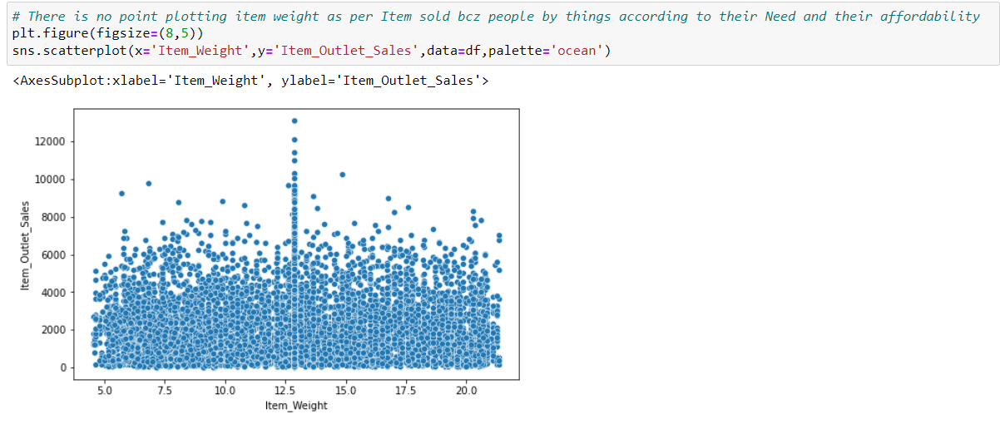 # There is no point plotting item weight as per Item sold bcz people by things according to their Need and their affordability
plt.figure(figsize=(8,5))
sns.scatterplot(x='Item_Weight',y='Item_Outlet_Sales',data=df,palette='ocean')
<AxesSubplot:xlabel='Item_Weight', ylabel='Item_Outlet_Sales'>
12000
10000
8000
6000
4000
2000
0
Item_Outlet_Sales
5.0 7.5 10.0 12.5 15.0 17.5 20.0
Item_Weight